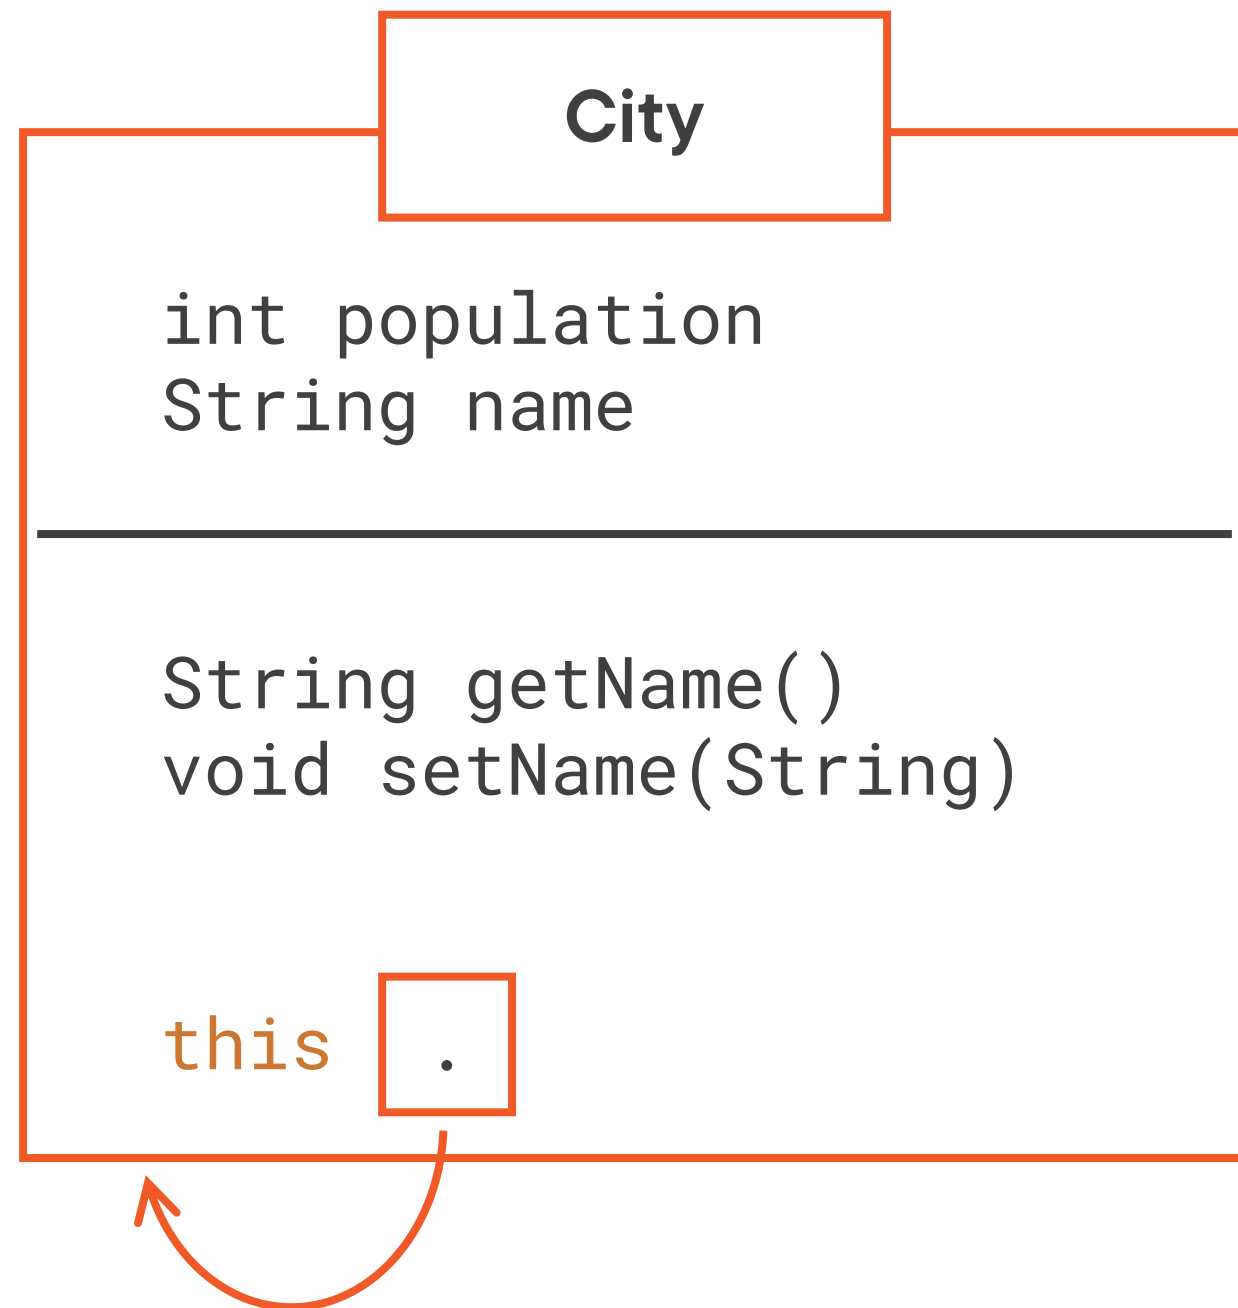 City
int population
String name
String getName()
void setName(String)
this .